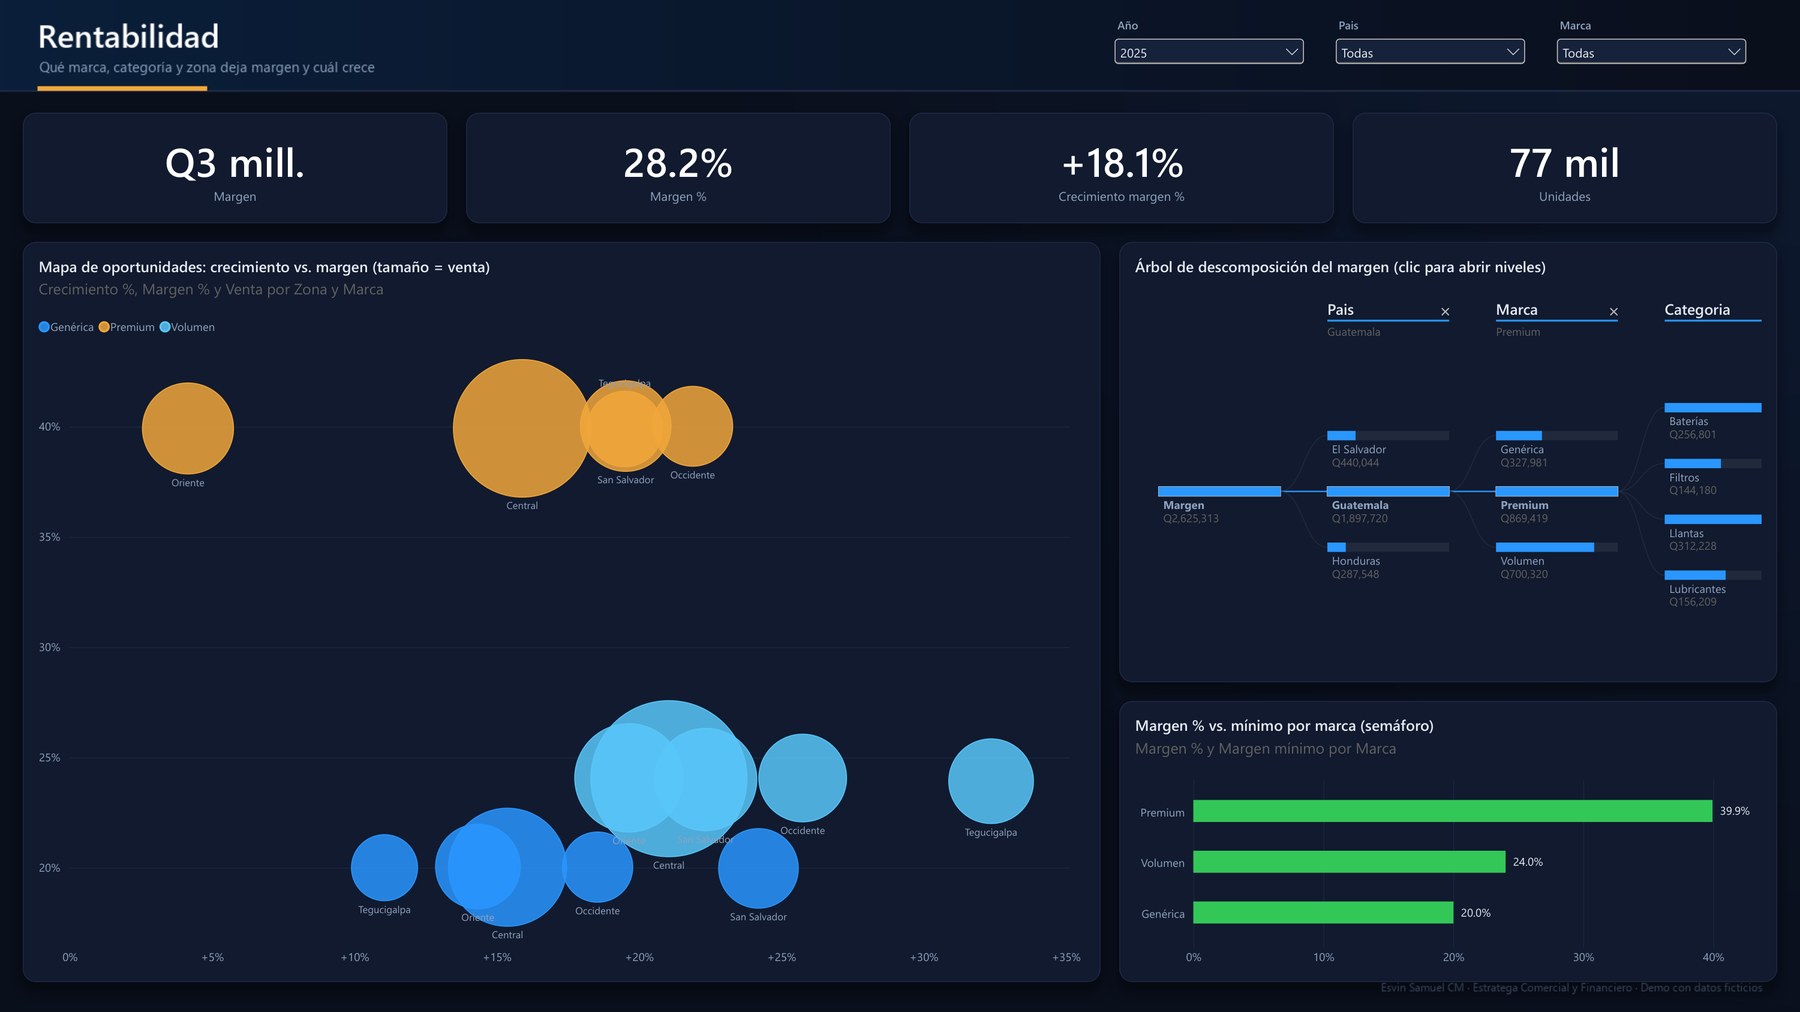 Rentabilidad
Qué marca, categoría y zona deja margen y cuál crece
Año
2025
Pais
Todas
Marca
Todas
Q3 mill.
Margen
28.2%
Margen %
+18.1%
Crecimiento margen %
77 mil
Unidades
Mapa de oportunidades: crecimiento vs. margen (tamaño = venta)
Crecimiento %, Margen % y Venta por Zona y Marca
Genérica Premium Volumen
40%
35%
30%
25%
20%
Oriente
Central
Tegucigalpa
San Salvador
Occidente
Central
San Salvador
Occidente
Tegucigalpa
Tegucigalpa
Oriente
Central
Occidente
San Salvador
0% +5% +10% +15% +20% +25% +30% +35%
Árbol de descomposición del margen (clic para abrir niveles)
Pais ×
Guatemala
Marca ×
Premium
Categoria
Margen
Q2,625,313
El Salvador
Q440,044
Guatemala
Q1,897,720
Honduras
Q287,548
Genérica
Q327,981
Premium
Q869,419
Volumen
Q700,320
Baterias
Q256,801
Filtros
Q144,180
Llantas
Q312,228
Lubricantes
Q156,209
Margen % vs. mínimo por marca (semáforo)
Margen % y Margen minimo por Marca
Premium 39.9%
Volumen 24.0%
Genérica 20.0%
0% 10% 20% 30% 40%
Esvin Samuel CM · Estratega Comercial y Financiero · Demo con datos ficticios